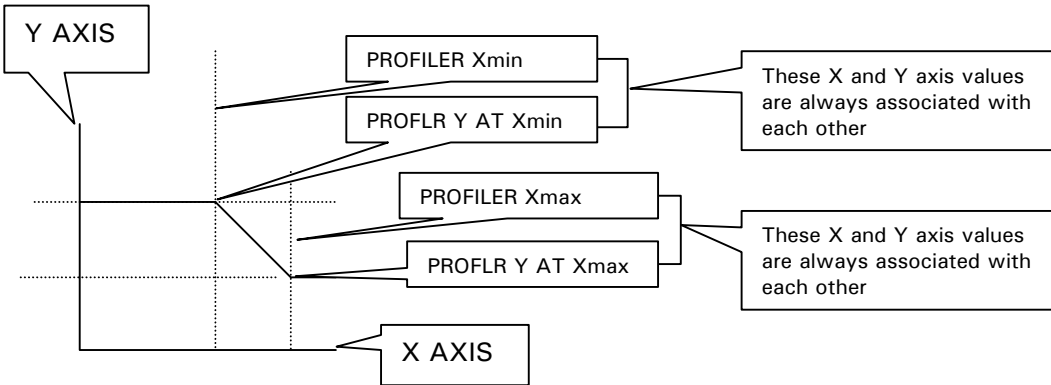 Y AXIS
PROFILER Xmin
PROFLR Y AT Xmin
These X and Y axis values
are always associated with
each other
PROFILER Xmax
PROFLR Y AT Xmax
These X and Y axis values
are always associated with
each other
X AXIS